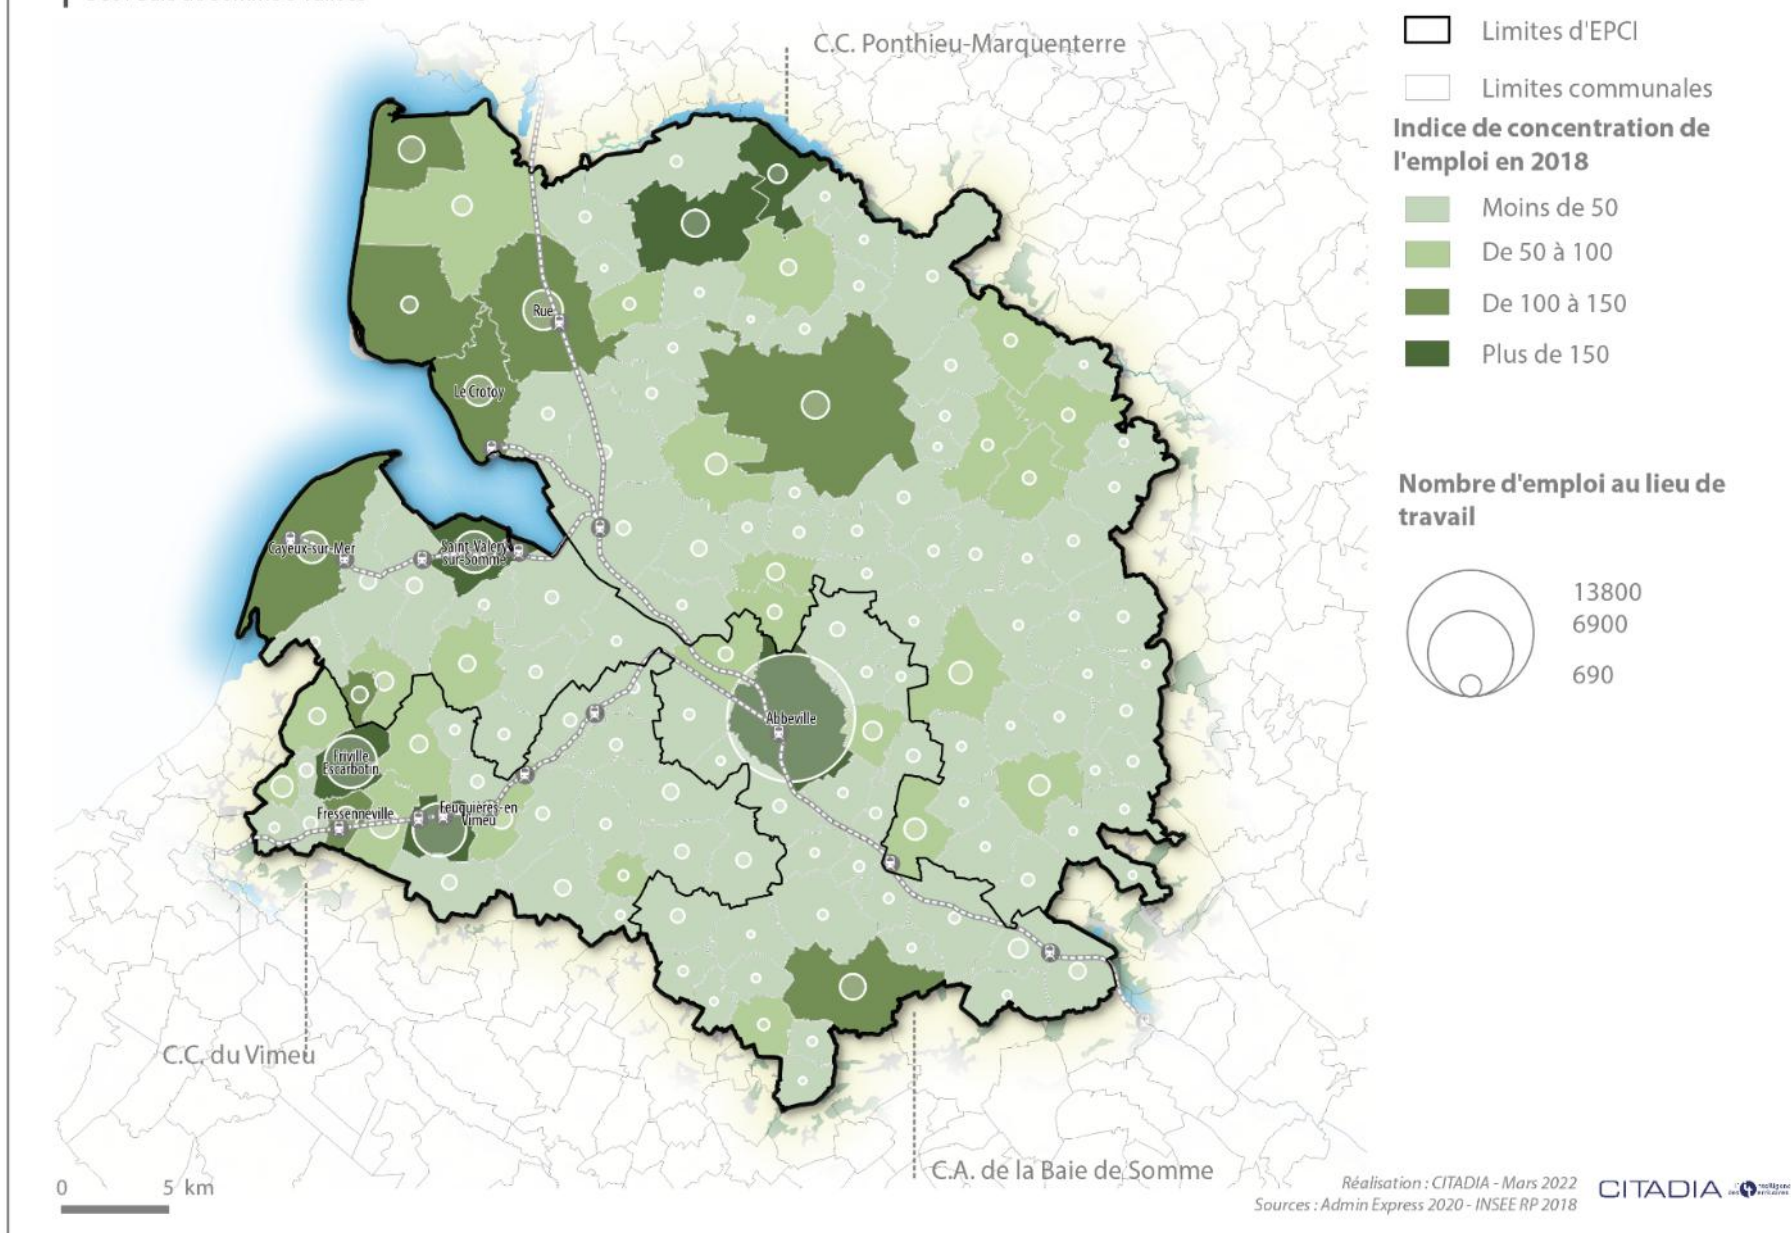 C.C. Ponthieu-Marquenterre
Limites d'EPCI
Limites communales
Indice de concentration de
l'emploi en 2018
Moins de 50
De 50 à 100
De 100 à 150
Plus de 150
Rue
Le Crotoy
Cayeux-sur-Mer
Saint-Valery-
sur-Somme
Nombre d'emploi au lieu de
travail
13800
6900
690
Abbeville
Friville
Escarbotin
Fressenneville
Feuquières-en
Vimeu
C.C. du Vimeu
C.A. de la Baie de Somme
0 5 km
Réalisation : CITADIA - Mars 2022
Sources : Admin Express 2020 - INSEE RP 2018
CITADIA